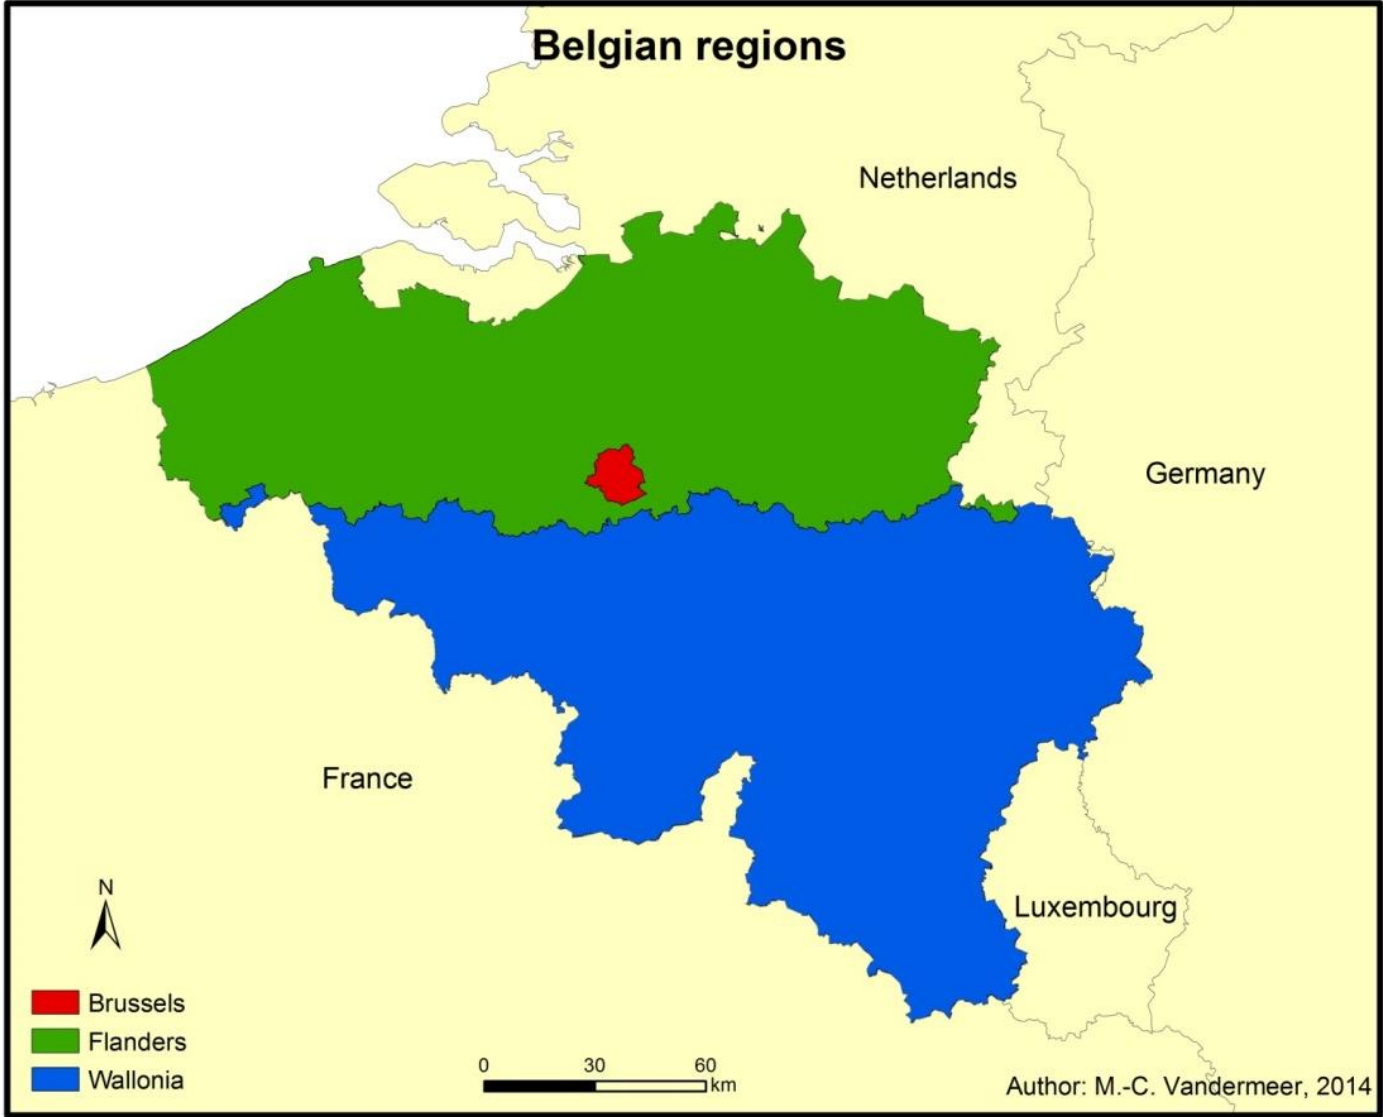 Belgian regions
Netherlands
Germany
France
Luxembourg
N
Brussels
Flanders
Wallonia
0 30 60
km
Author: M.-C. Vandermeer, 2014